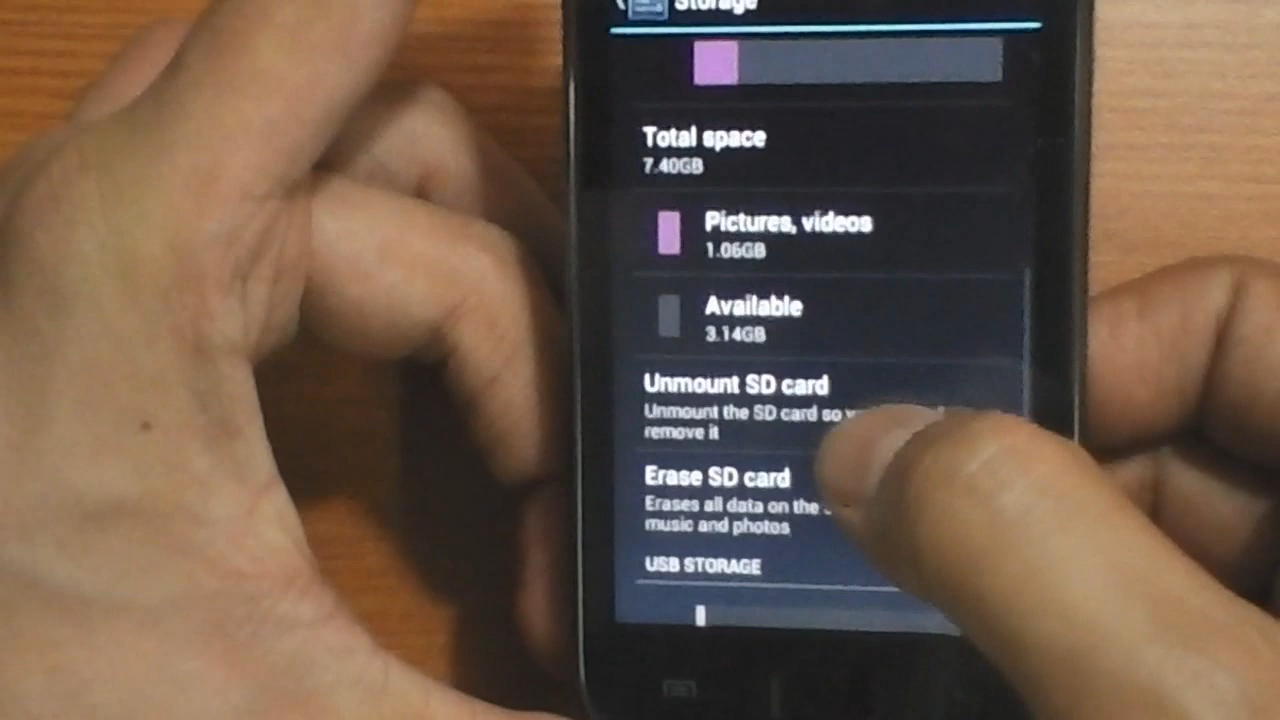 Storage
Total space
7.40GB
Pictures, videos
1.06GB
Available
3.14GB
Unmount SD card
Unmount the SD card so
remove it
Erase SD card
Erases all data on the
music and photos
USB STORAGE